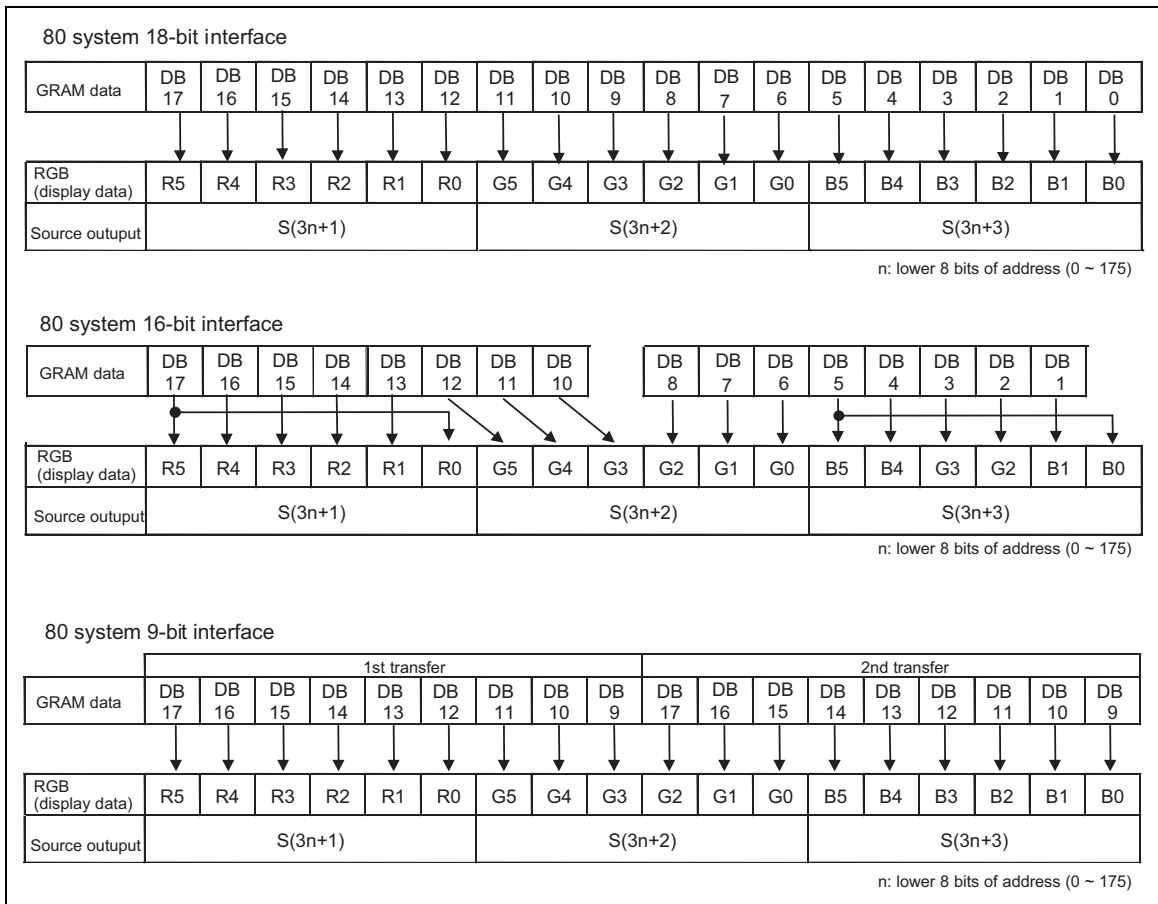 80 system 18-bit interface
GRAM data DB 17 DB 16 DB 15 DB 14 DB 13 DB 12 DB 11 DB 10 DB 9 DB 8 DB 7 DB 6 DB 5 DB 4 DB 3 DB 2 DB 1 DB 0
RGB (display data) R5 R4 R3 R2 R1 R0 G5 G4 G3 G2 G1 G0 B5 B4 B3 B2 B1 B0
Source outuput S(3n+1) S(3n+2) S(3n+3)
n: lower 8 bits of address (0 ~ 175)
80 system 16-bit interface
GRAM data DB 17 DB 16 DB 15 DB 14 DB 13 DB 12 DB 11 DB 10 DB 8 DB 7 DB 6 DB 5 DB 4 DB 3 DB 2 DB 1
RGB (display data) R5 R4 R3 R2 R1 R0 G5 G4 G3 G2 G1 G0 B5 B4 G3 G2 B1 B0
Source outuput S(3n+1) S(3n+2) S(3n+3)
n: lower 8 bits of address (0 ~ 175)
80 system 9-bit interface
1st transfer 2nd transfer
GRAM data DB 17 DB 16 DB 15 DB 14 DB 13 DB 12 DB 11 DB 10 DB 9 DB 17 DB 16 DB 15 DB 14 DB 13 DB 12 DB 11 DB 10 DB 9
RGB (display data) R5 R4 R3 R2 R1 R0 G5 G4 G3 G2 G1 G0 B5 B4 B3 B2 B1 B0
Source outuput S(3n+1) S(3n+2) S(3n+3)
n: lower 8 bits of address (0 ~ 175)